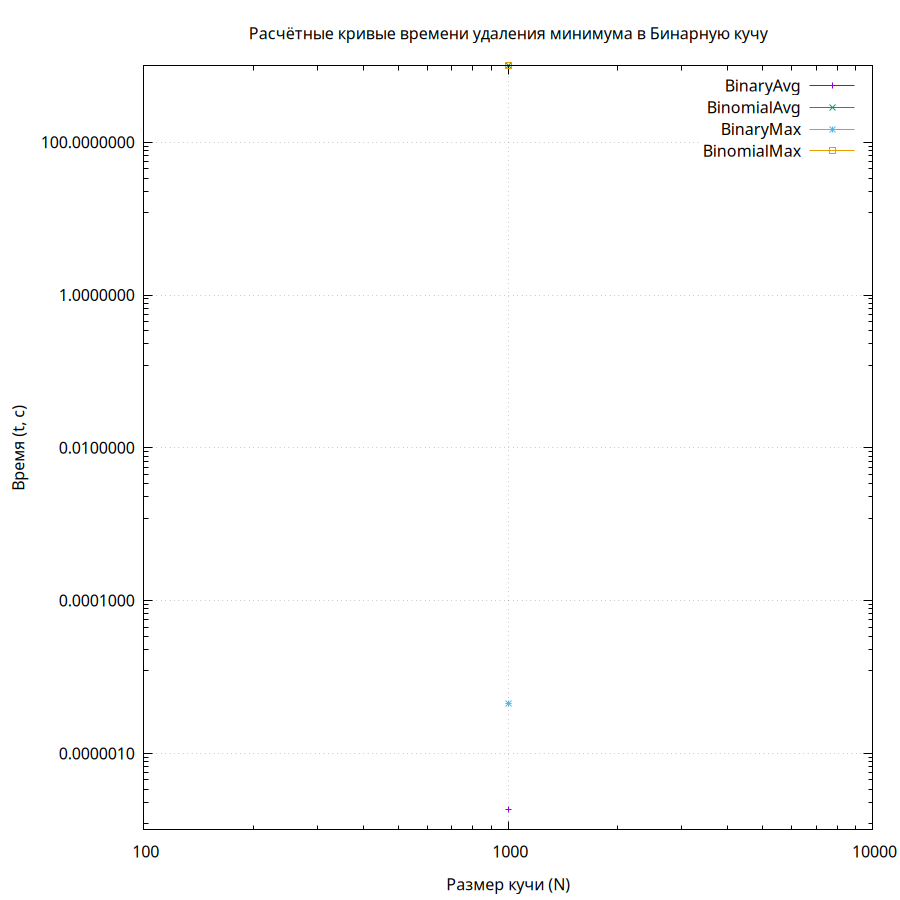 Расчётные кривые времени удаления минимума в Бинарную кучу
BinaryAvg
BinomialAvg
BinaryMax
BinomialMax
100.0000000
1.0000000
0.0100000
0.0001000
0.0000010
Время (t, c)
100
1000
10000
Размер кучи (N)